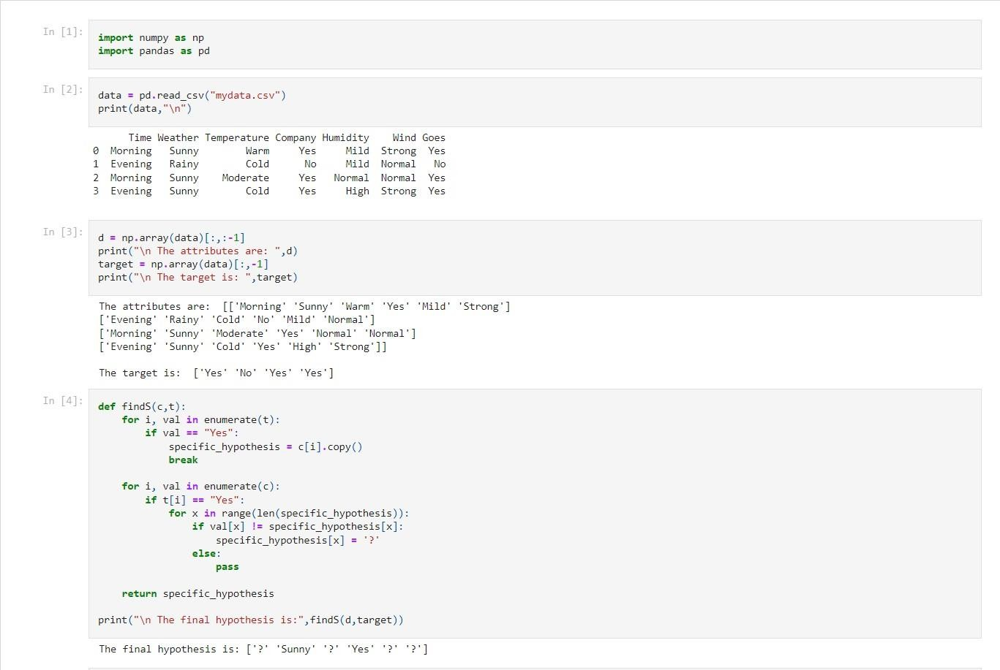 In [1]:
import numpy as np
import pandas as pd
In [2]:
data = pd.read_csv("mydata.csv")
print(data,"\n")
Time Weather Temperature Company Humidity Wind Goes
0 Morning Sunny Warm Yes Mild Strong Yes
1 Evening Rainy Cold No Mild Normal No
2 Morning Sunny Moderate Yes Normal Normal Yes
3 Evening Sunny Cold Yes High Strong Yes
In [3]:
d = np.array(data)[:,:-1]
print("\n The attributes are: ",d)
target = np.array(data)[:,-1]
print("\n The target is: ",target)
The attributes are:  [['Morning' 'Sunny' 'Warm' 'Yes' 'Mild' 'Strong']
['Evening' 'Rainy' 'Cold' 'No' 'Mild' 'Normal']
['Morning' 'Sunny' 'Moderate' 'Yes' 'Normal' 'Normal']
['Evening' 'Sunny' 'Cold' 'Yes' 'High' 'Strong']]
The target is:  ['Yes' 'No' 'Yes' 'Yes']
In [4]:
def findS(c,t):
    for i, val in enumerate(t):
        if val == "Yes":
            specific_hypothesis = c[i].copy()
            break
    for i, val in enumerate(c):
        if t[i] == "Yes":
            for x in range(len(specific_hypothesis)):
                if val[x] != specific_hypothesis[x]:
                    specific_hypothesis[x] = '?'
                else:
                    pass
    return specific_hypothesis
print("\n The final hypothesis is:",findS(d,target))
The final hypothesis is: ['?' 'Sunny' '?' 'Yes' '?' '?']